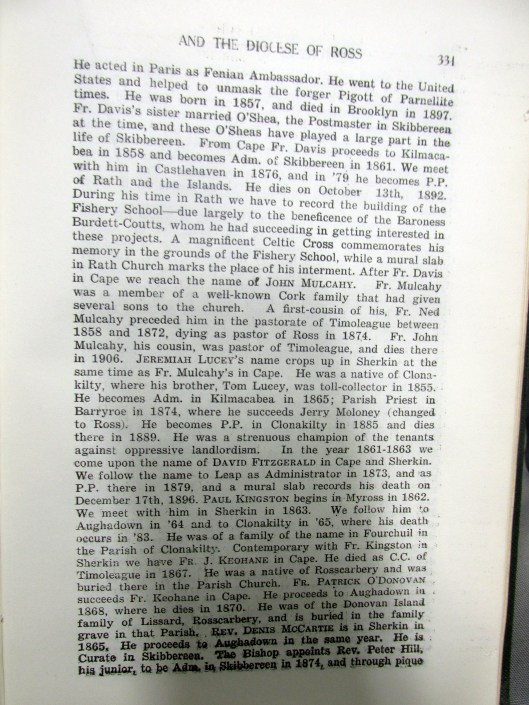 AND THE DIOCESE OF ROSS 331
He acted in Paris as Fenian Ambassador. He went to the United
States and helped to unmask the forger Pigott of Parnellite
times. He was born in 1857, and died in Brooklyn in 1897.
Fr. Davis's sister married O'Shea, the Postmaster in Skibbereen
at the time, and these O'Sheas have played a large part in the
life of Skibbereen. From Cape Fr. Davis proceeds to Kilmaca-
bea in 1858 and becomes Adm. of Skibbereen in 1861. We meet
with him in Castlehaven in 1876, and in '79 he becomes P.P.
of Rath and the Islands. He dies on October 13th, 1892.
During his time in Rath we have to record the building of the
Fishery School—due largely to the beneficence of the Baroness
Burdett-Coutts, whom he had succeeding in getting interested in
these projects. A magnificent Celtic Cross commemorates his
memory in the grounds of the Fishery School, while a mural slab
in Rath Church marks the place of his interment. After Fr. Davis
in Cape we reach the name of JOHN MULCAHY. Fr. Mulcahy
was a member of a well-known Cork family that had given
several sons to the church. A first-cousin of his, Fr. Ned
Mulcahy preceded him in the pastorate of Timoleague between
1858 and 1872, dying as pastor of Ross in 1874. Fr. John
Mulcahy, his cousin, was pastor of Timoleague, and dies there
in 1906. JEREMIAH LUCEY'S name crops up in Sherkin at the
same time as Fr. Mulcahy's in Cape. He was a native of Clona-
kilty, where his brother, Tom Lucey, was toll-collector in 1855.
He becomes Adm. in Kilmacabea in 1865; Parish Priest in
Barryroe in 1874, where he succeeds Jerry Moloney (changed
to Ross). He becomes P.P. in Clonakilty in 1885 and dies
there in 1889. He was a strenuous champion of the tenants
against oppressive landlordism. In the year 1861-1863 we
come upon the name of DAVID FITZGERALD in Cape and Sherkin.
We follow the name to Leap as Administrator in 1873, and as
P.P. there in 1879, and a mural slab records his death on
December 17th, 1896. PAUL KINGSTON begins in Myross in 1862.
We meet with him in Sherkin in 1863. We follow him to
Aughadown in '64 and to Clonakilty in '65, where his death
occurs in '83. He was of a family of the name in Fourchuil in
the Parish of Clonakilty. Contemporary with Fr. Kingston in
Sherkin we have FR. J. KEOHANE in Cape. He died as C.C. of
Timoleague in 1867. He was a native of Rosscarbery and was
buried there in the Parish Church. FR. PATRICK O'DONOVAN
succeeds Fr. Keohane in Cape. He proceeds to Aughadown in
1868, where he dies in 1870. He was of the Donovan Island
family of Lissard, Rosscarbery, and is buried in the family
grave in that Parish. REV. DENIS MCCARTIE is in Sherkin in
1865. He proceeds to Aughadown in the same year. He is
Curate in Skibbereen. The Bishop appoints Rev. Peter Hill,
his junior, to be Adm. in Skibbereen in 1874, and through pique